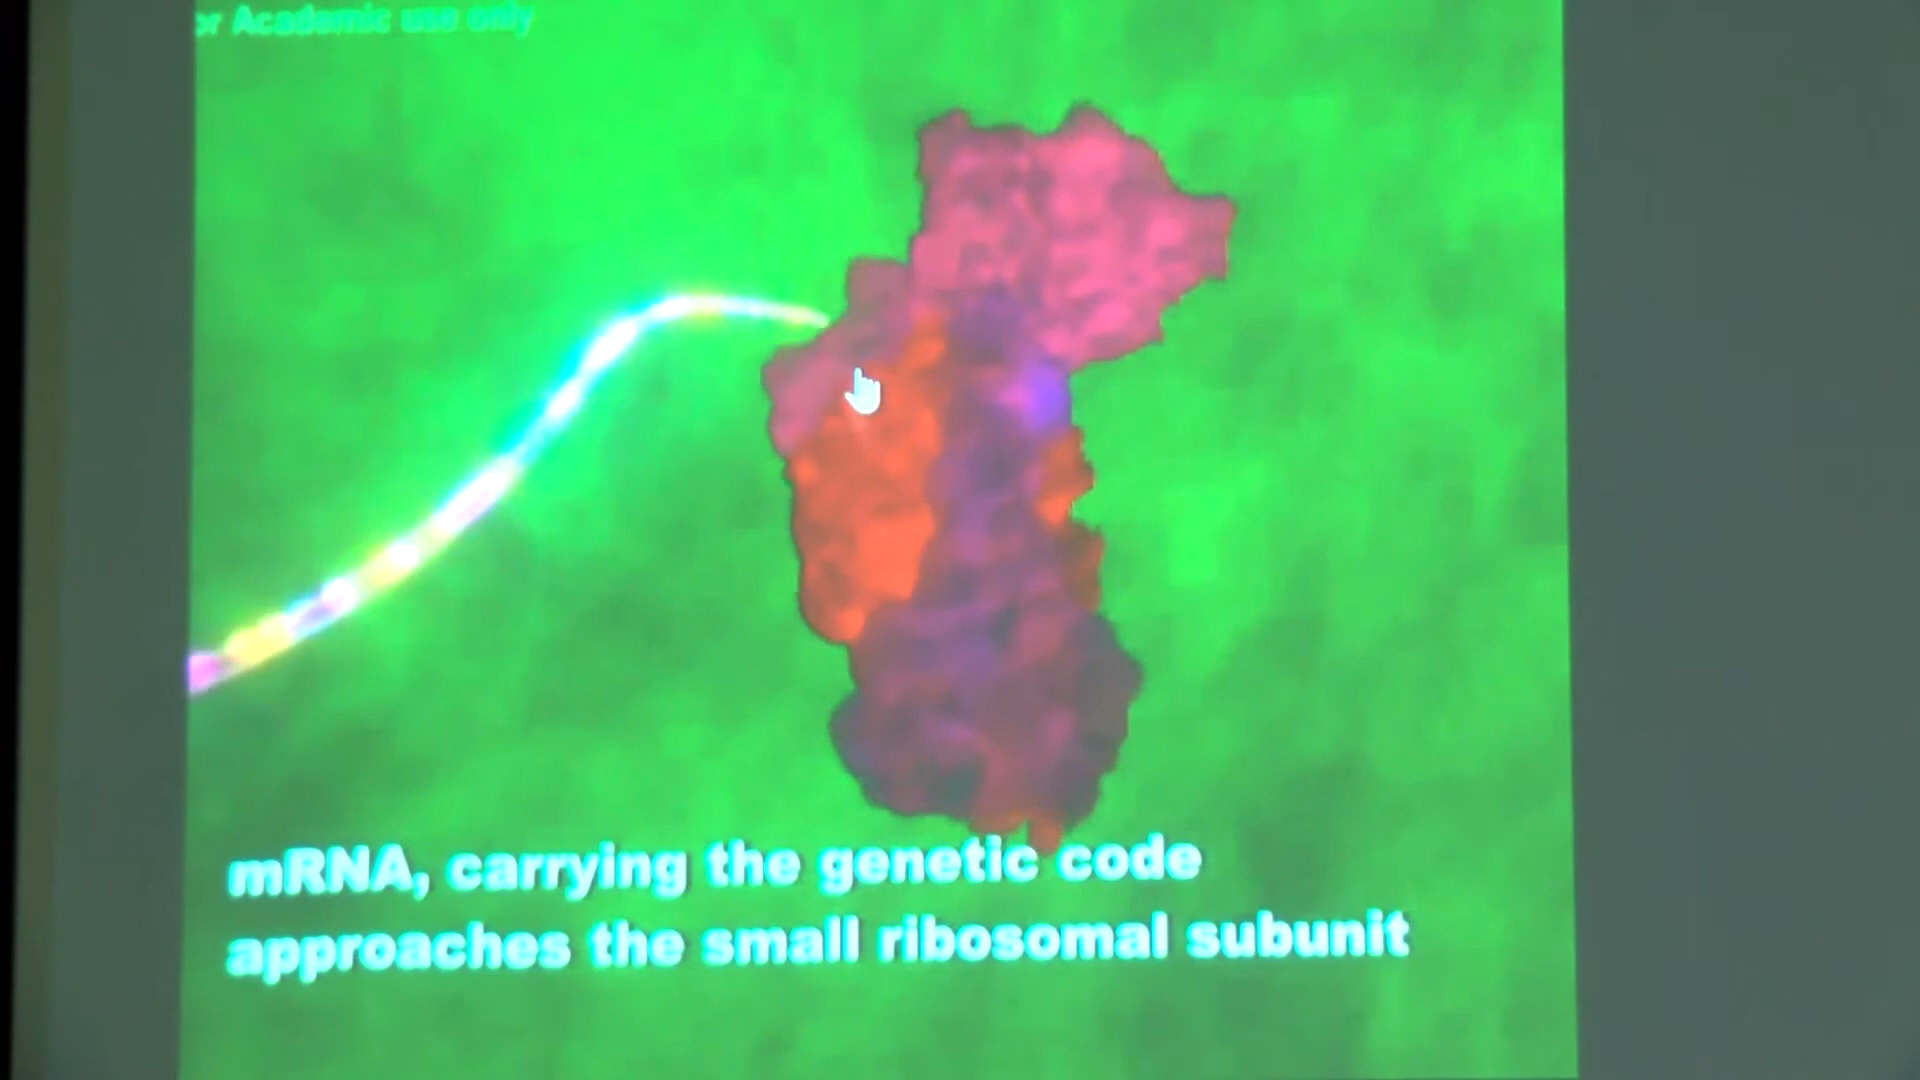 Academic use only
mRNA, carrying the genetic code
approaches the small ribosomal subunit